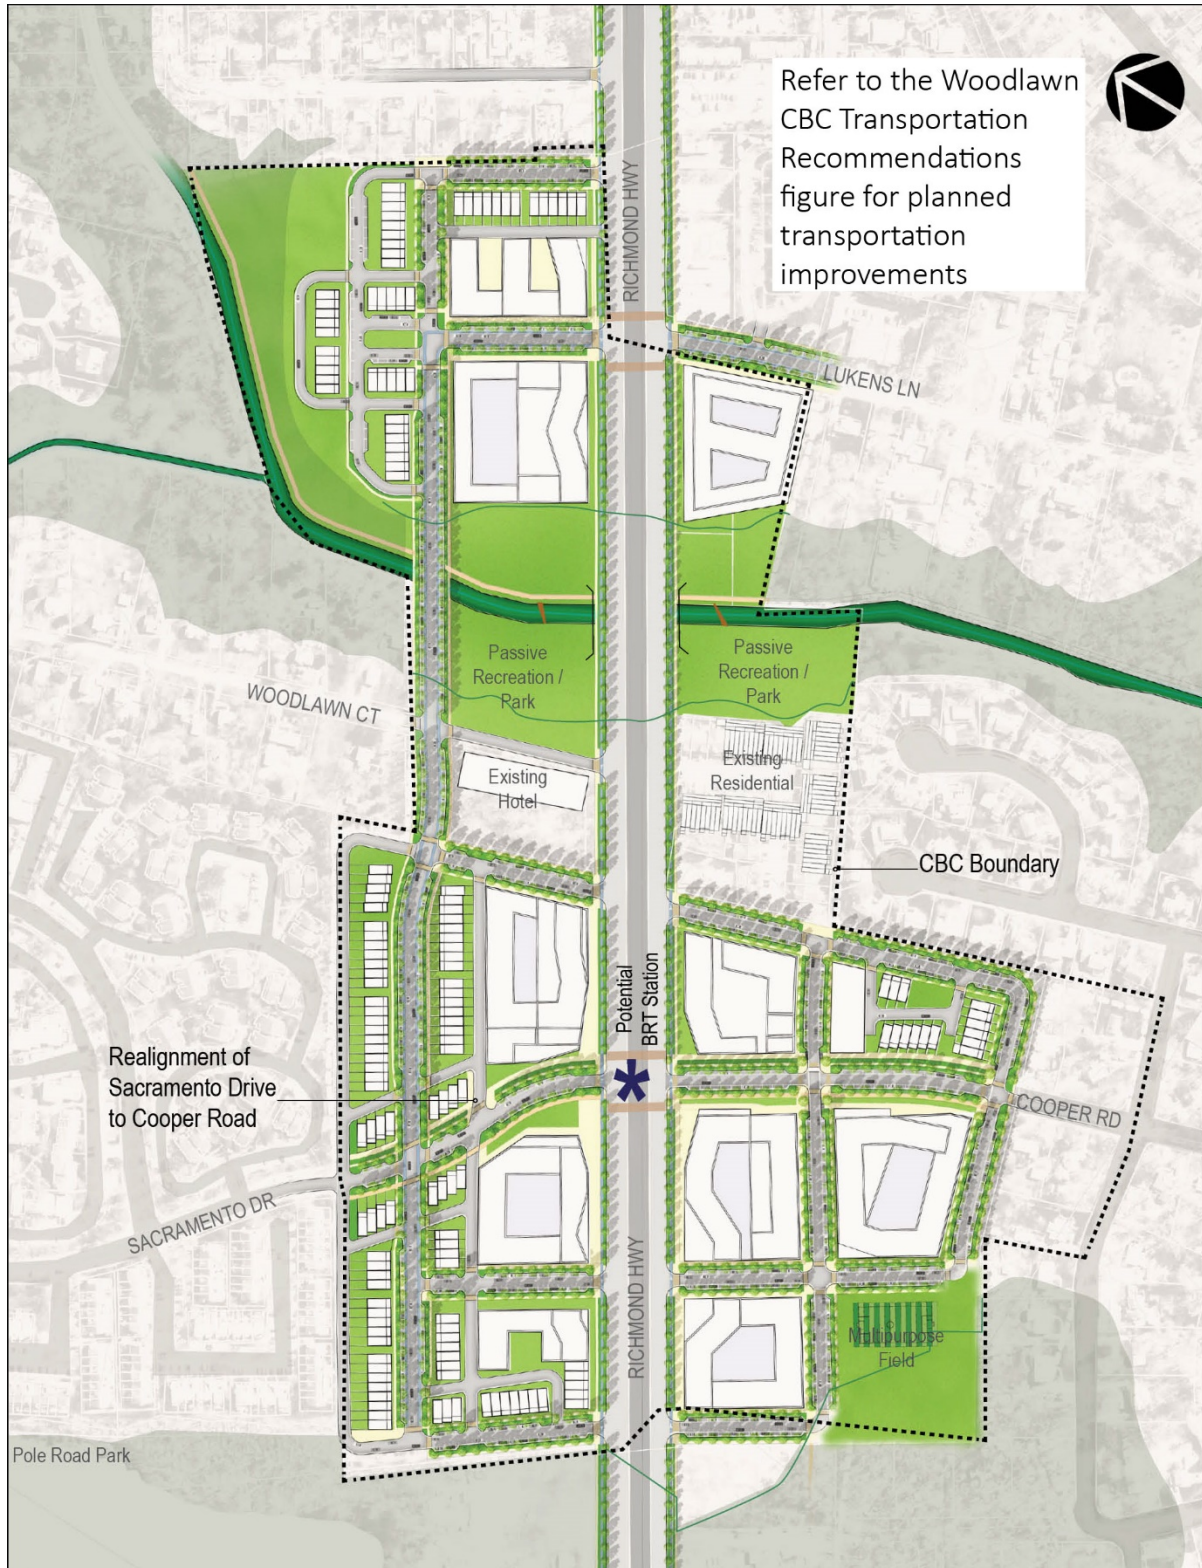 Refer to the Woodlawn
CBC Transportation
Recommendations
figure for planned
transportation
improvements
RICHMOND HWY
LUKENS LN
Passive
Recreation /
Park
Passive
Recreation /
Park
WOODLAWN CT
Existing
Hotel
Existing
Residential
CBC Boundary
Potential
BRT Station
Realignment of
Sacramento Drive
to Cooper Road
COOPER RD
SACRAMENTO DR
RICHMOND HWY
Multipurpose
Field
Pole Road Park